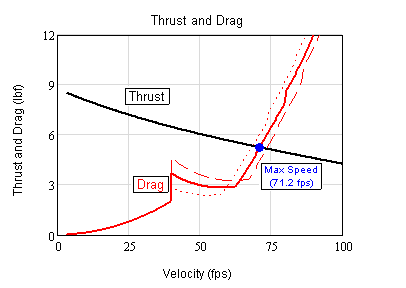 Thrust and Drag
Thrust and Drag (lbf)
12
9
6
3
0
Thrust
Drag
Max Speed
(71.2 fps)
0 25 50 75 100
Velocity (fps)